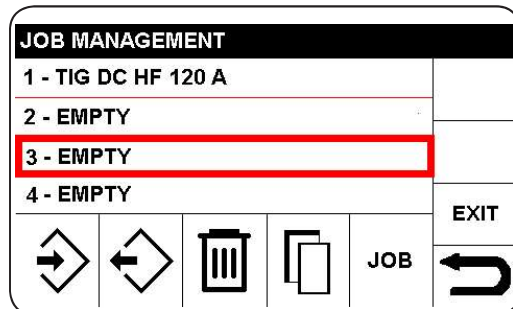 JOB MANAGEMENT
1 - TIG DC HF 120 A
2 - EMPTY
3 - EMPTY
4 - EMPTY
EXIT
JOB